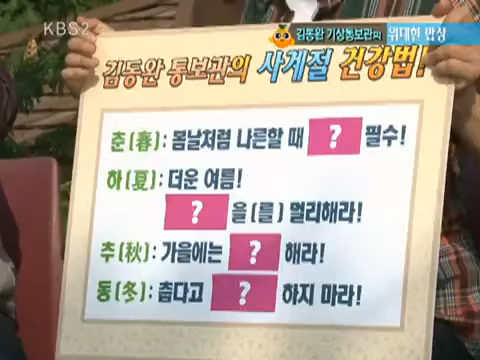 KBS2
김동완 기상통보관의 위대한 밥상
김동완 통보관의 사계절 건강법!
춘(春): 봄날처럼 나른할 때 ? 필수!
하(夏): 더운 여름!
? 을(를) 멀리해라!
추(秋): 가을에는 ? 해라!
동(冬): 춥다고 ? 하지 마라!